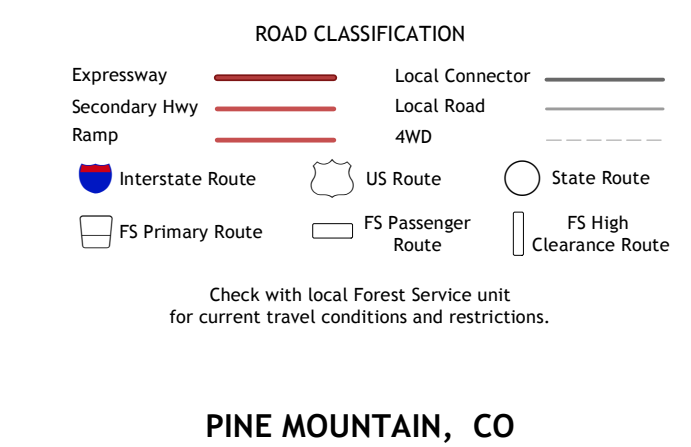 ROAD CLASSIFICATION
Expressway
Local Connector
Secondary Hwy
Local Road
Ramp
4WD
Interstate Route
US Route
State Route
FS Primary Route
FS Passenger
Route
FS High
Clearance Route
Check with local Forest Service unit
for current travel conditions and restrictions.
PINE MOUNTAIN, CO